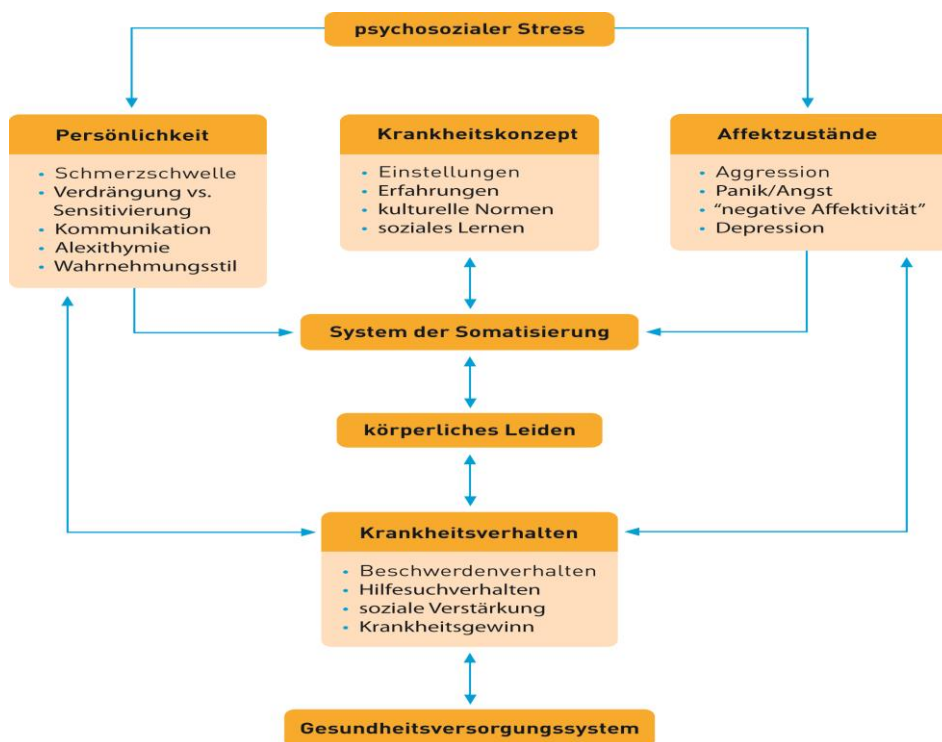 psychosozialer Stress
Persönlichkeit
• Schmerzschwelle
• Verdrängung vs.
Sensitivierung
• Kommunikation
• Alexithymie
• Wahrnehmungsstil
Krankheitskonzept
• Einstellungen
• Erfahrungen
• kulturelle Normen
• soziales Lernen
Affektzustände
• Aggression
• Panik/Angst
• “negative Affektivität”
• Depression
System der Somatisierung
körperliches Leiden
Krankheitsverhalten
• Beschwerdenverhalten
• Hilfesuchverhalten
• soziale Verstärkung
• Krankheitsgewinn
Gesundheitsversorgungssystem